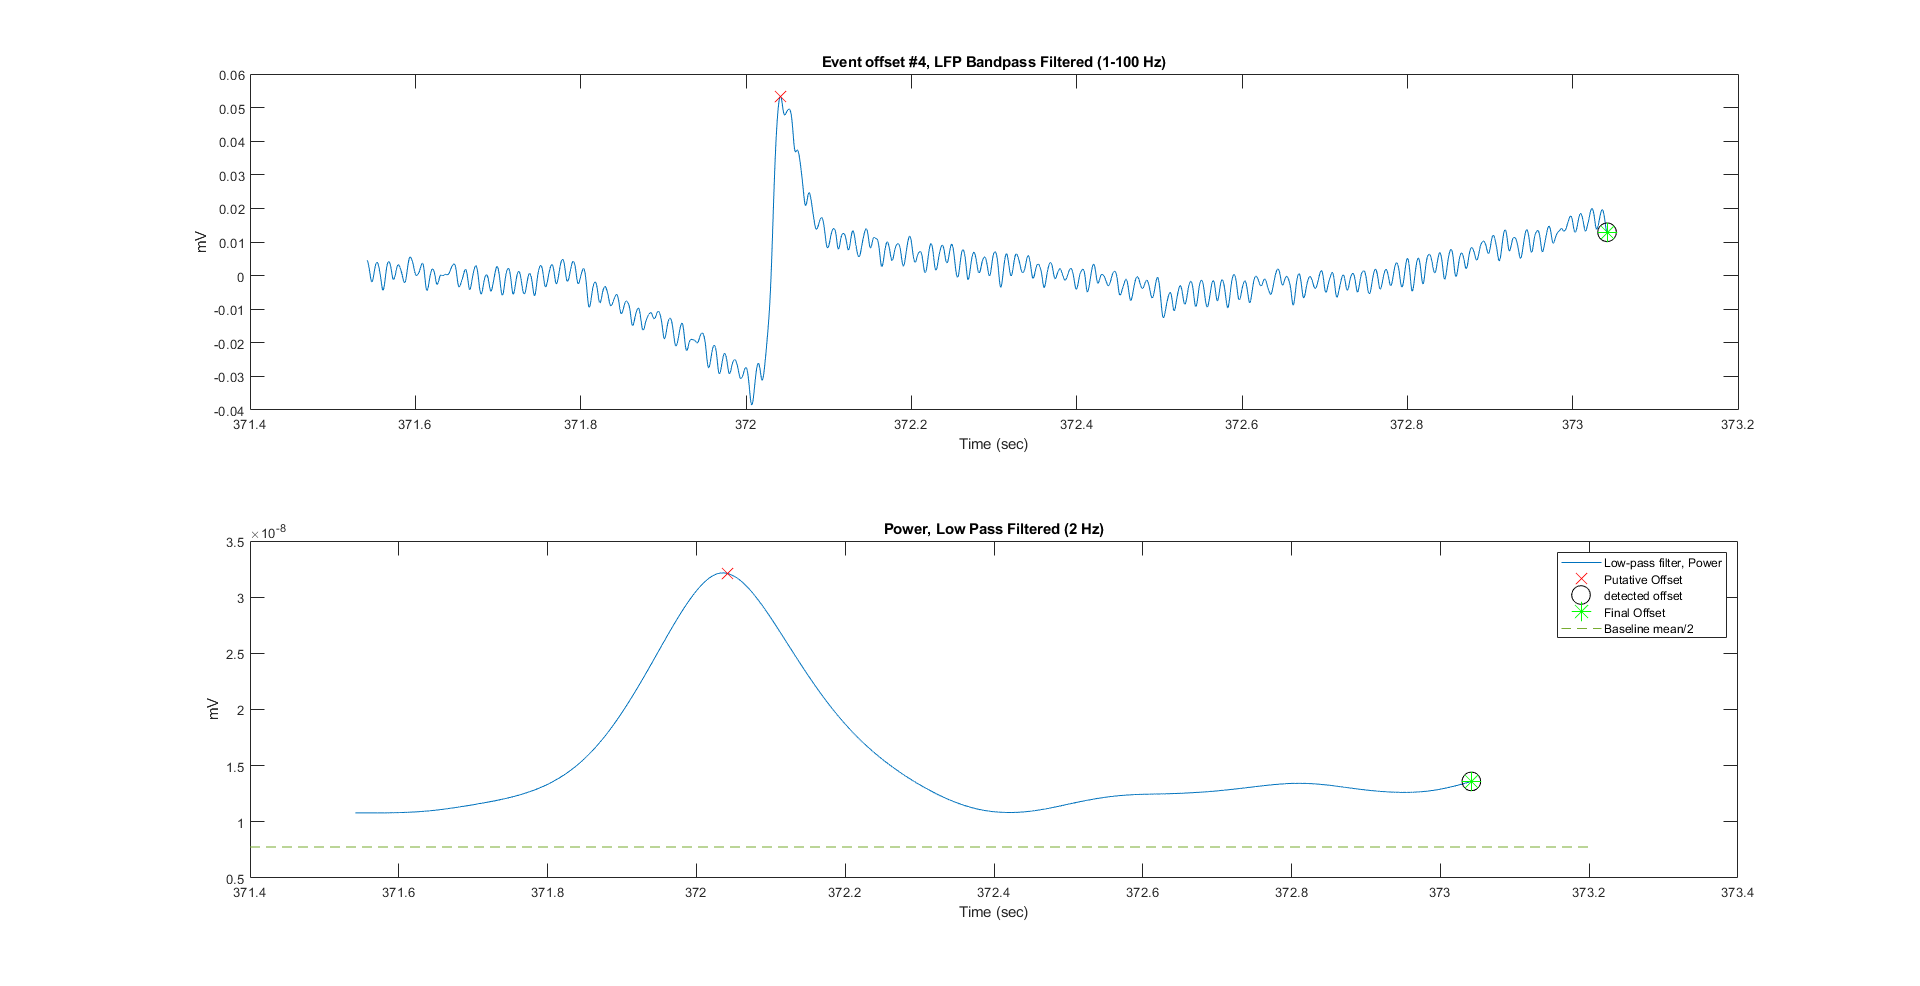 Event offset #4, LFP Bandpass Filtered (1-100 Hz)
0.06
0.05
0.04
0.03
0.02
0.01
0
-0.01
-0.02
-0.03
-0.04
mV
371.4 371.6 371.8 372 372.2 372.4 372.6 372.8 373 373.2
Time (sec)
Power, Low Pass Filtered (2 Hz)
×10-8
3.5
3
2.5
2
1.5
1
0.5
mV
Low-pass filter, Power
Putative Offset
detected offset
Final Offset
Baseline mean/2
371.4 371.6 371.8 372 372.2 372.4 372.6 372.8 373 373.2 373.4
Time (sec)